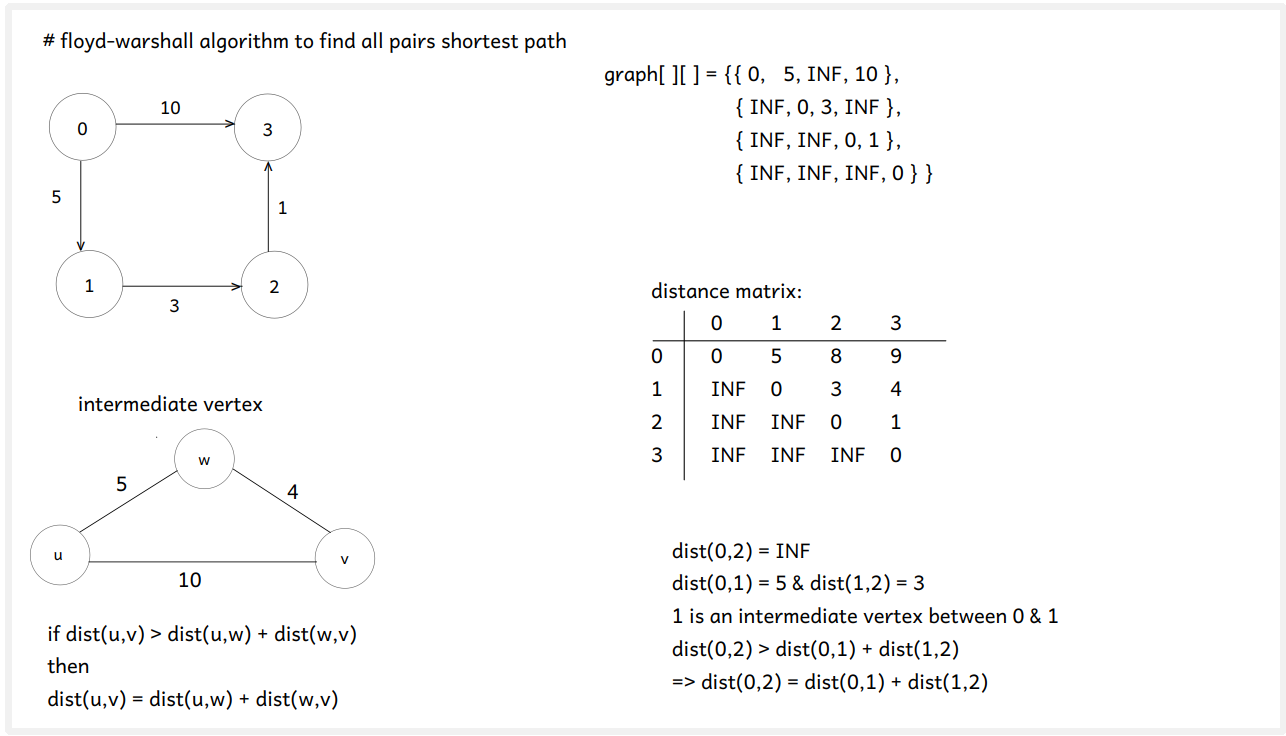 # floyd-warshall algorithm to find all pairs shortest path
0
10
3
5
1
1
3
2
intermediate vertex
w
5
4
u
v
10
if dist(u,v) > dist(u,w) + dist(w,v)
then
dist(u,v) = dist(u,w) + dist(w,v)
graph[ ][ ] = {{ 0, 5, INF, 10 },
{ INF, 0, 3, INF },
{ INF, INF, 0, 1 },
{ INF, INF, INF, 0 } }
distance matrix:
0 1 2 3
0 0 5 8 9
1 INF 0 3 4
2 INF INF 0 1
3 INF INF INF 0
dist(0,2) = INF
dist(0,1) = 5 & dist(1,2) = 3
1 is an intermediate vertex between 0 & 1
dist(0,2) > dist(0,1) + dist(1,2)
=> dist(0,2) = dist(0,1) + dist(1,2)